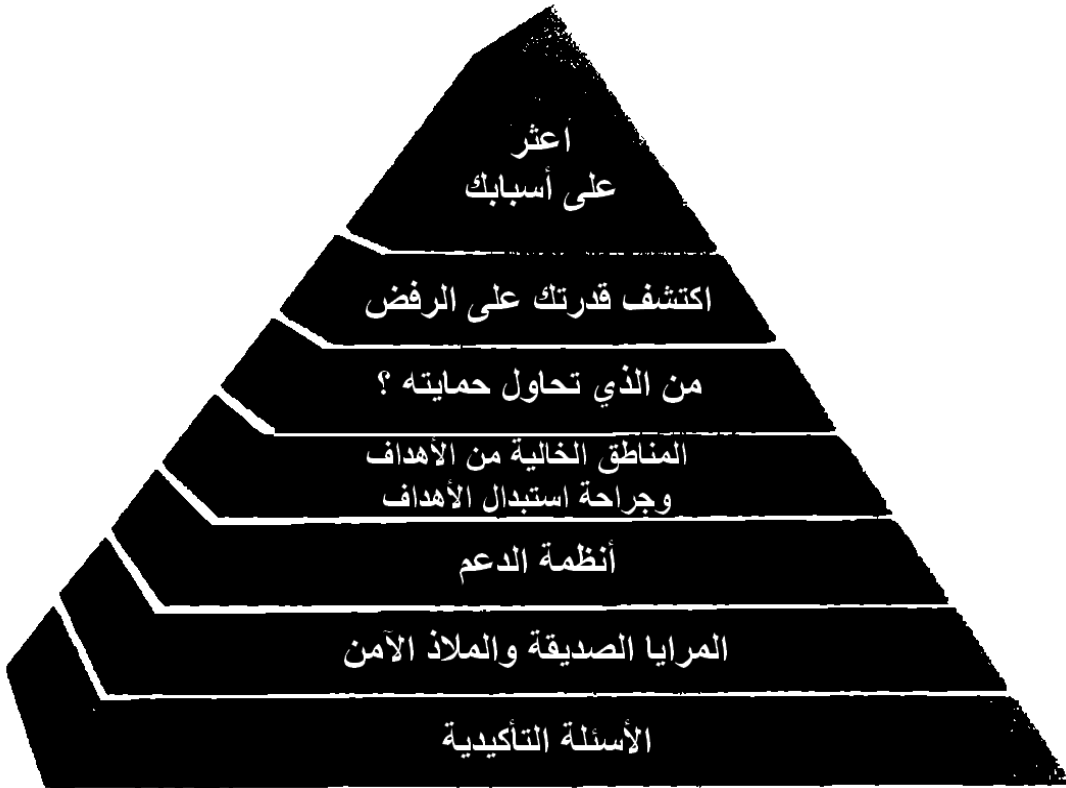 اعثر
على أسبابك
اكتشف قدرتك على الرفض
من الذي تحاول حمايته ؟
المناطق الخالية من الأهداف
وجراحة استبدال الأهداف
أنظمة الدعم
المرايا الصديقة والملاذ الآمن
الأسئلة التأكيدية